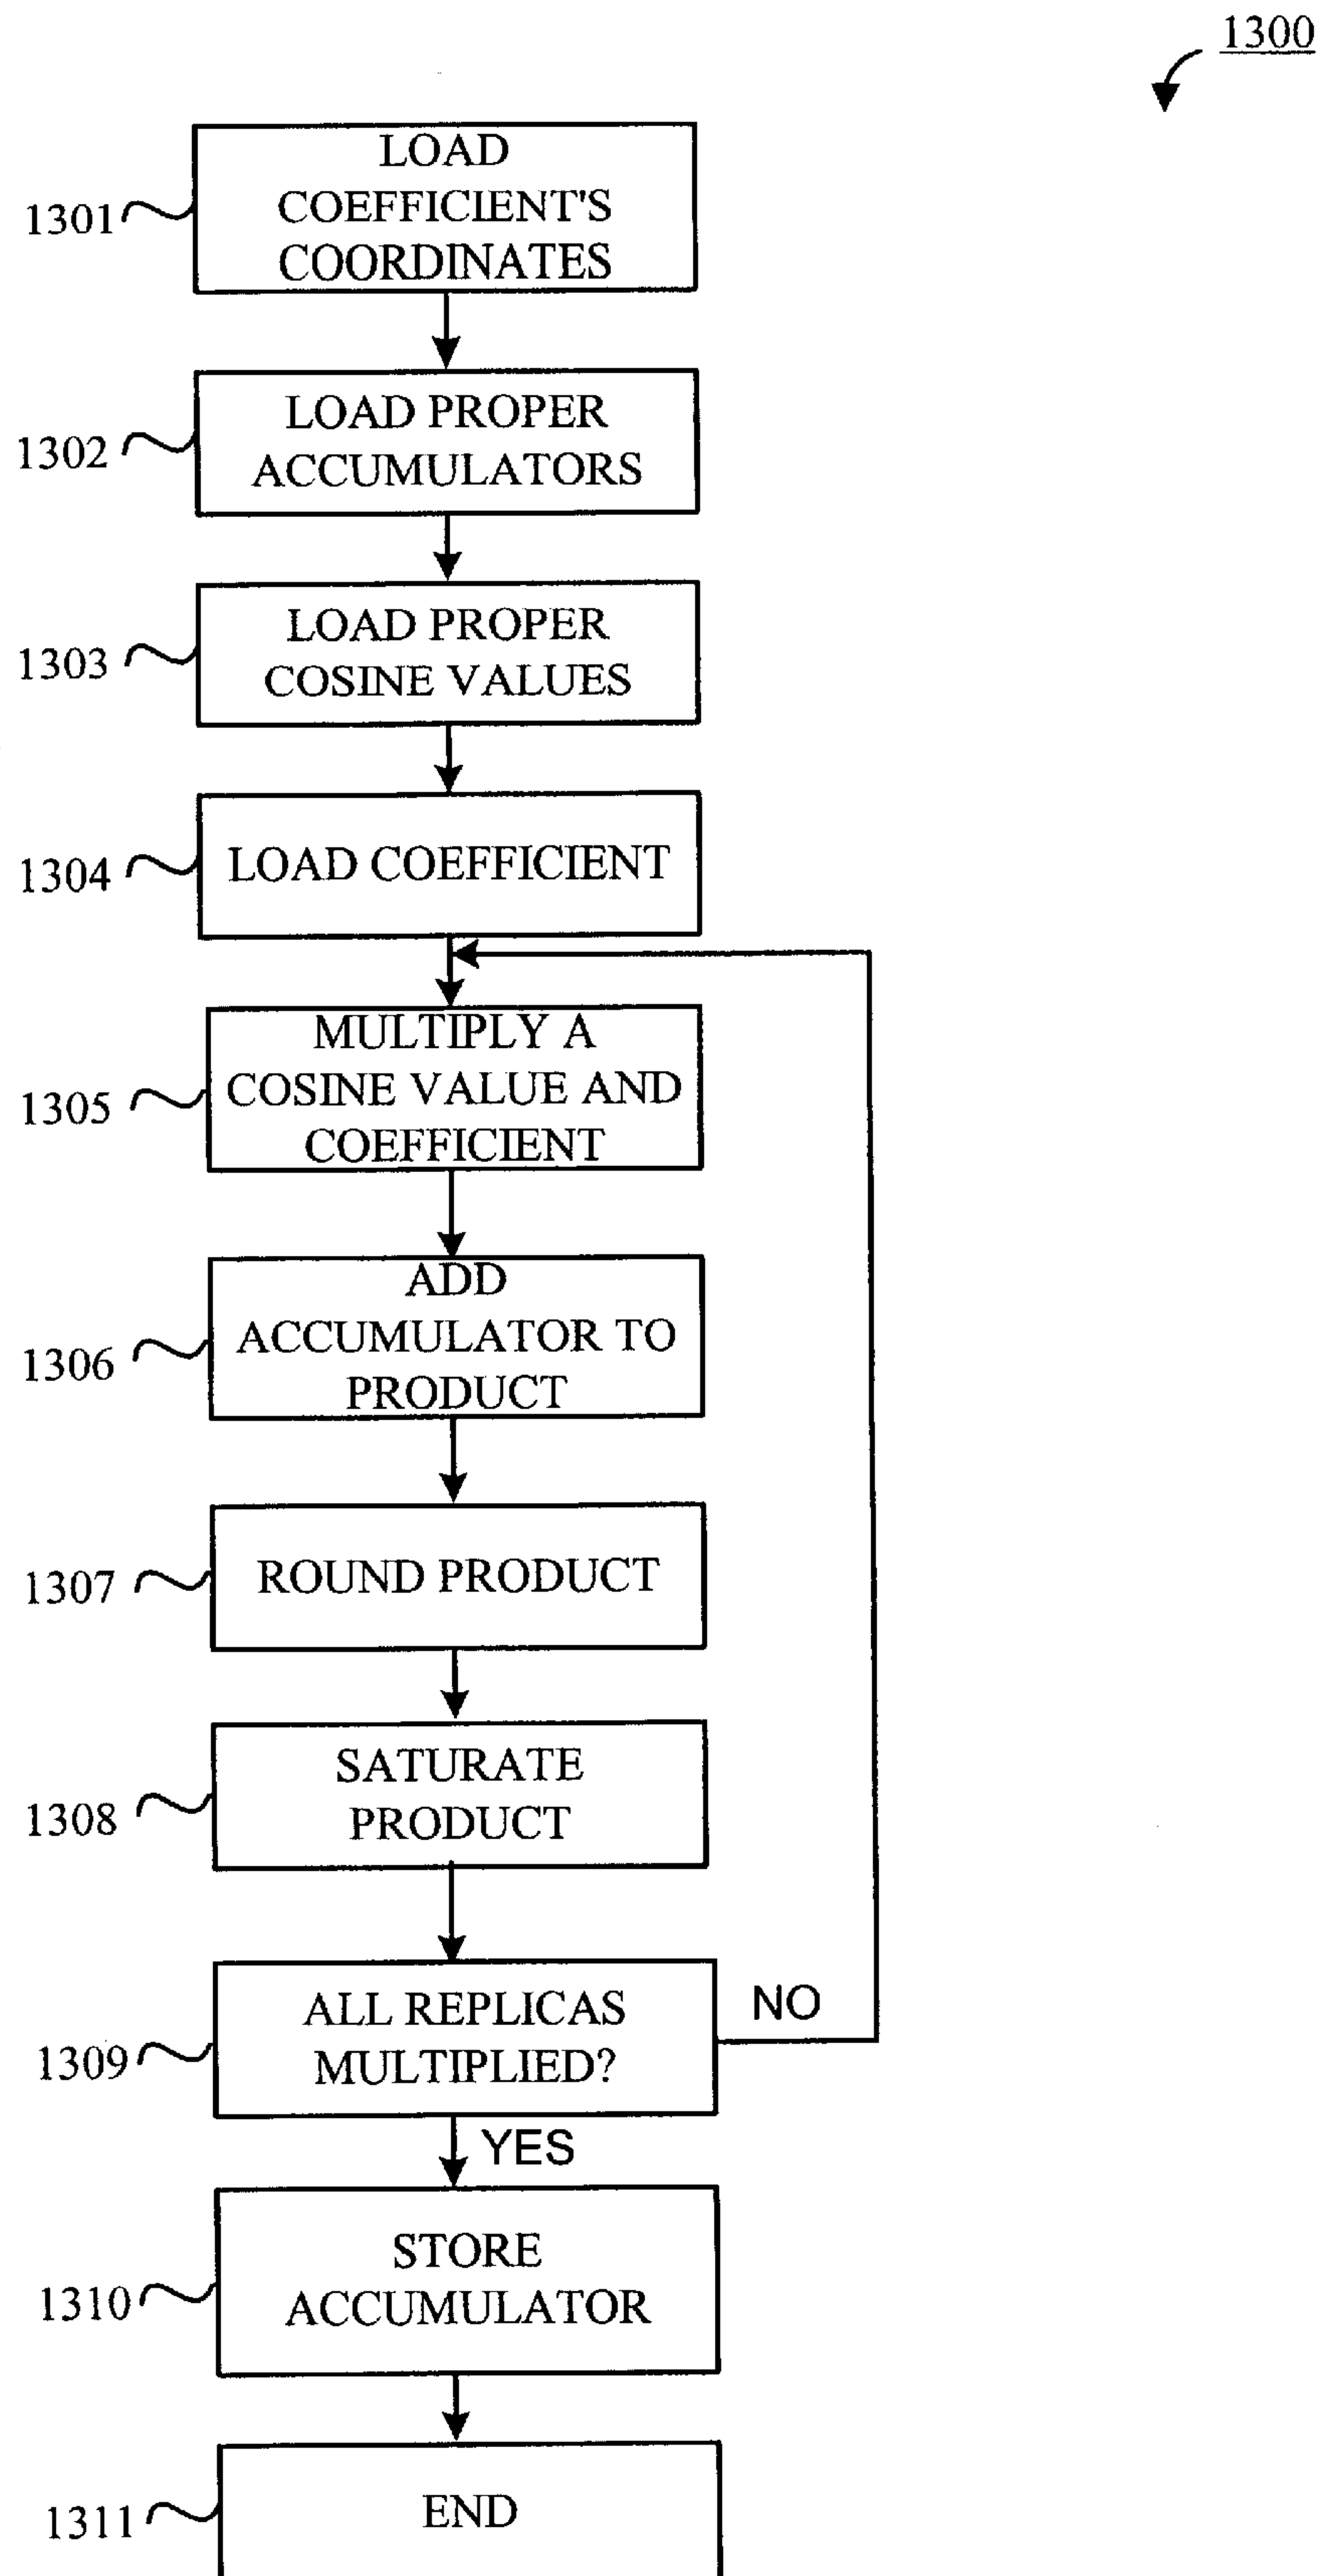 1300
LOAD
COEFFICIENT'S
COORDINATES
1301
LOAD PROPER
ACCUMULATORS
1302
LOAD PROPER
COSINE VALUES
1303
LOAD COEFFICIENT
1304
MULTIPLY A
COSINE VALUE AND
COEFFICIENT
1305
ADD
ACCUMULATOR TO
PRODUCT
1306
ROUND PRODUCT
1307
SATURATE
PRODUCT
1308
ALL REPLICAS
MULTIPLIED?
1309
NO
YES
STORE
ACCUMULATOR
1310
END
1311